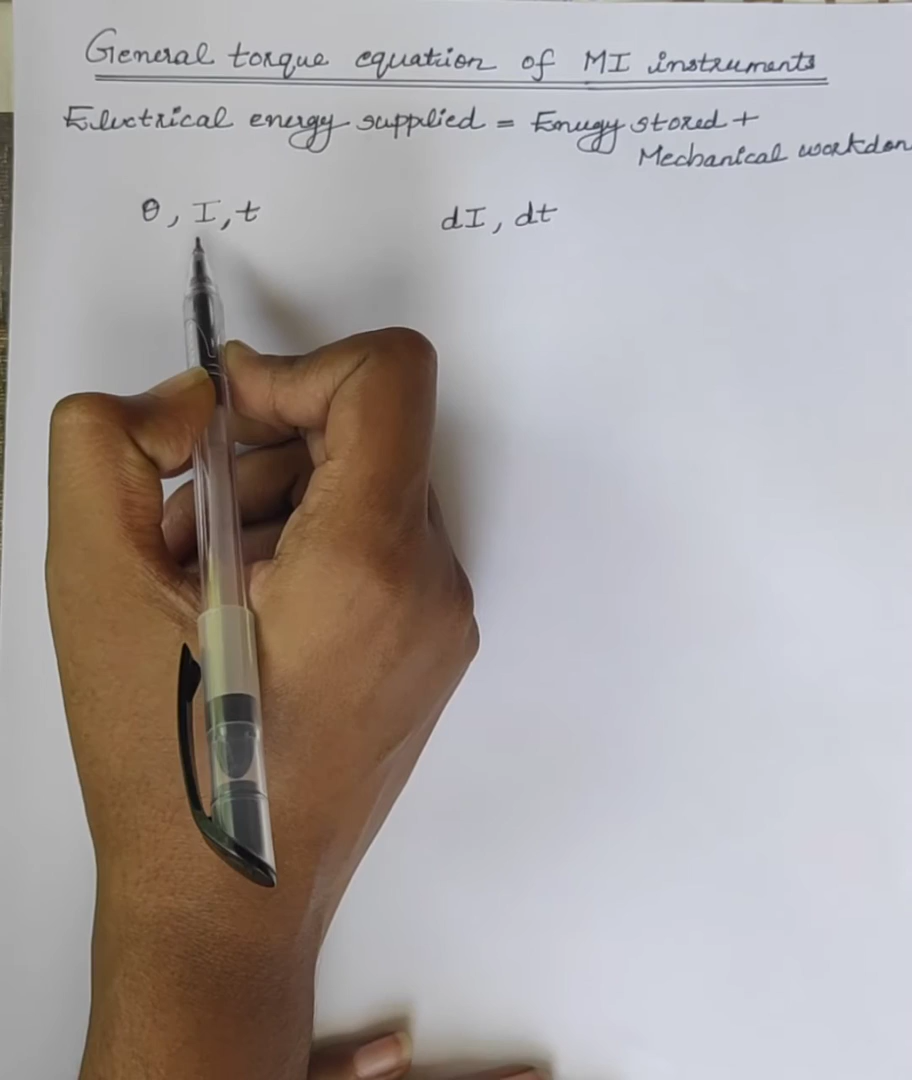 General torque equation of MI instruments
Electrical energy supplied = Energy stored +
Mechanical workdon
θ, I, t
dI, dt